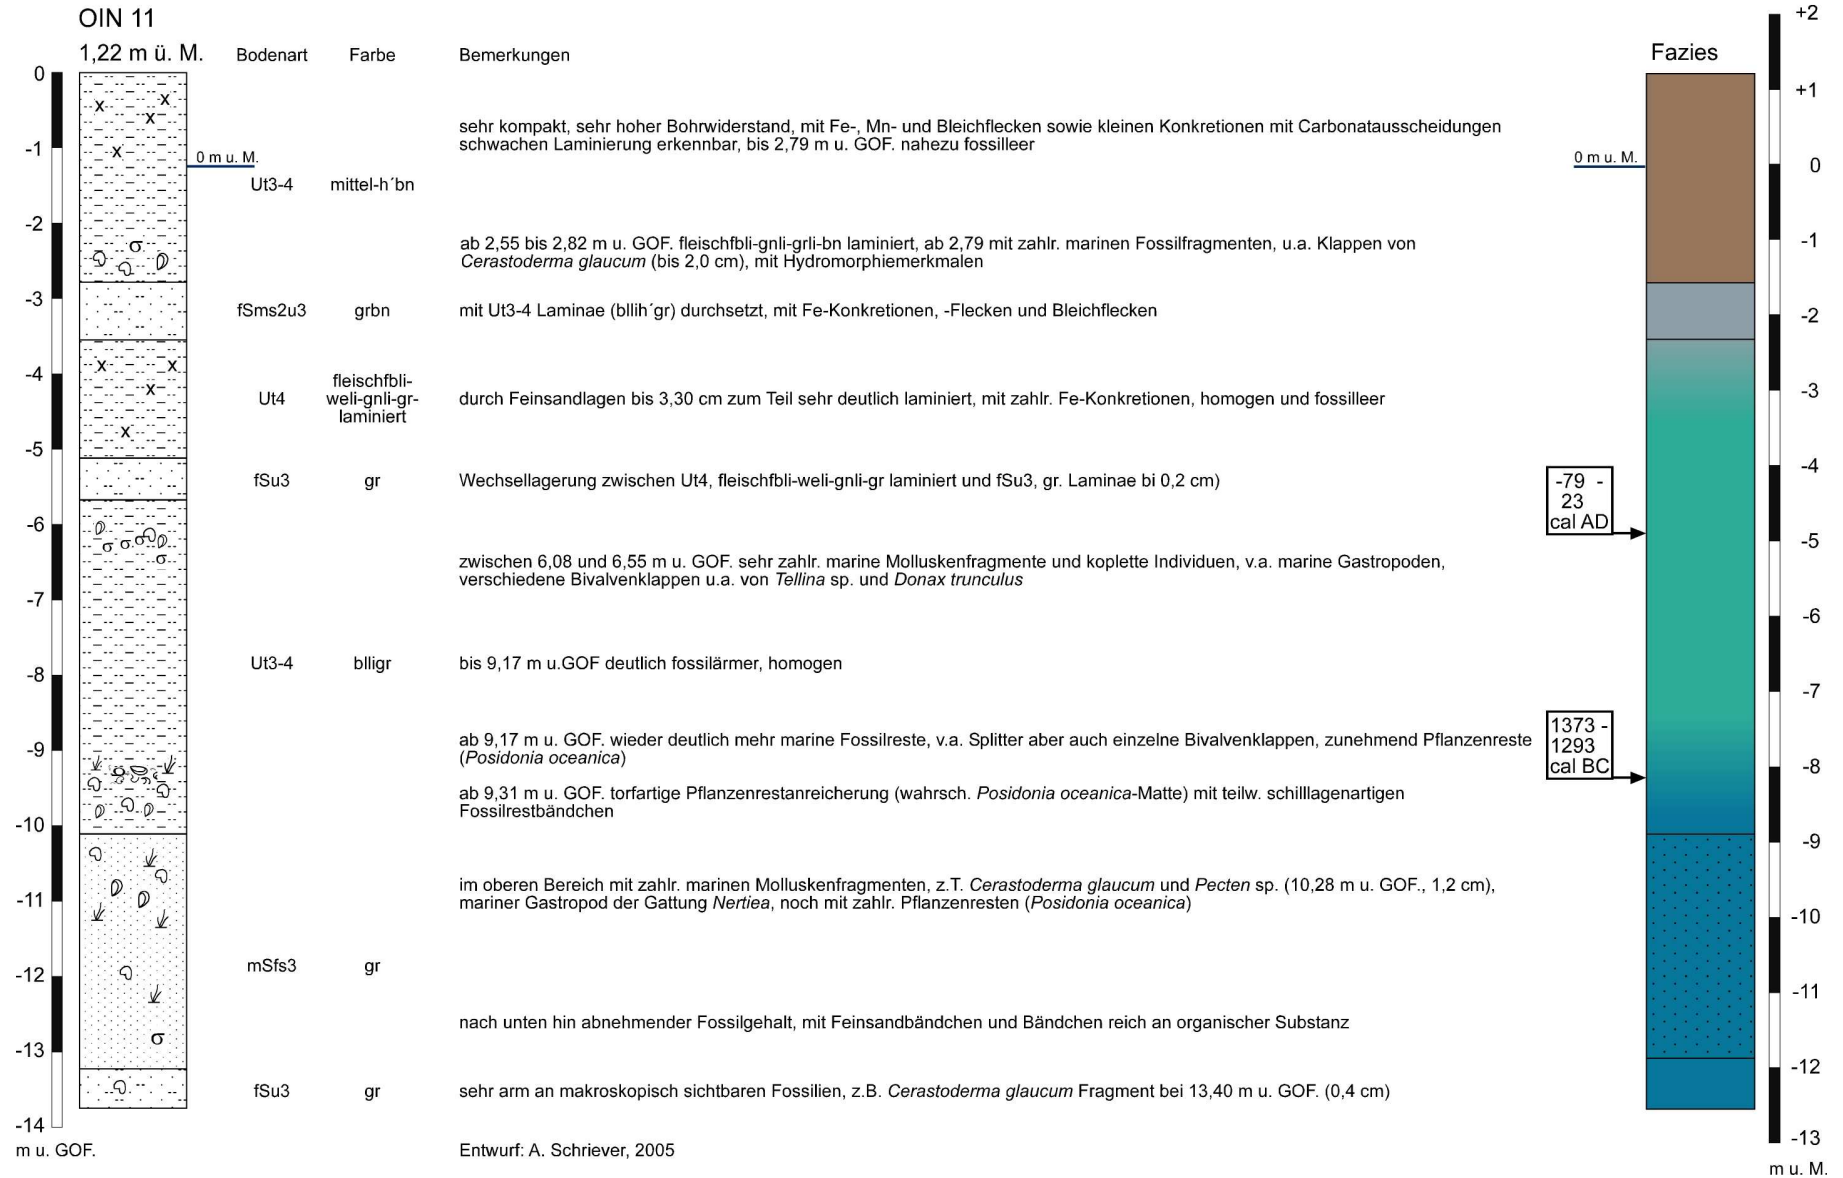 OIN 11
1,22 m ü. M.
Bodenart
Farbe
Bemerkungen
Fazies
0
-1
-2
-3
-4
-5
-6
-7
-8
-9
-10
-11
-12
-13
-14
m u. GOF.
0 m u. M.
sehr kompakt, sehr hoher Bohrwiderstand, mit Fe-, Mn- und Bleichflecken sowie kleinen Konkretionen mit Carbonatausscheidungen
schwachen Laminierung erkennbar, bis 2,79 m u. GOF. nahezu fossilleer
Ut3-4
mittel-h´bn
ab 2,55 bis 2,82 m u. GOF. fleischfbli-gnli-grli-bn laminiert, ab 2,79 mit zahlr. marinen Fossilfragmenten, u.a. Klappen von
Cerastoderma glaucum (bis 2,0 cm), mit Hydromorphiemerkmalen
fSms2u3
grbn
mit Ut3-4 Laminae (bllih´gr) durchsetzt, mit Fe-Konkretionen, -Flecken und Bleichflecken
Ut4
fleischfbli-
weli-gnli-gr-
laminiert
durch Feinsandlagen bis 3,30 cm zum Teil sehr deutlich laminiert, mit zahlr. Fe-Konkretionen, homogen und fossilleer
fSu3
gr
Wechsellagerung zwischen Ut4, fleischfbli-weli-gnli-gr laminiert und fSu3, gr. Laminae bi 0,2 cm)
zwischen 6,08 und 6,55 m u. GOF. sehr zahlr. marine Molluskenfragmente und koplette Individuen, v.a. marine Gastropoden,
verschiedene Bivalvenklappen u.a. von Tellina sp. und Donax trunculus
Ut3-4
blligr
bis 9,17 m u.GOF deutlich fossilärmer, homogen
ab 9,17 m u. GOF. wieder deutlich mehr marine Fossilreste, v.a. Splitter aber auch einzelne Bivalvenklappen, zunehmend Pflanzenreste
(Posidonia oceanica)
ab 9,31 m u. GOF. torfartige Pflanzenrestanreicherung (wahrsch. Posidonia oceanica-Matte) mit teilw. schilllagenartigen
Fossilrestbändchen
im oberen Bereich mit zahlr. marinen Molluskenfragmenten, z.T. Cerastoderma glaucum und Pecten sp. (10,28 m u. GOF., 1,2 cm),
mariner Gastropod der Gattung Nertiea, noch mit zahlr. Pflanzenresten (Posidonia oceanica)
mSfs3
gr
nach unten hin abnehmender Fossilgehalt, mit Feinsandbändchen und Bändchen reich an organischer Substanz
fSu3
gr
sehr arm an makroskopisch sichtbaren Fossilien, z.B. Cerastoderma glaucum Fragment bei 13,40 m u. GOF. (0,4 cm)
Entwurf: A. Schriever, 2005
0 m u. M.
-79 -
23
cal AD
1373 -
1293
cal BC
+2
+1
0
-1
-2
-3
-4
-5
-6
-7
-8
-9
-10
-11
-12
-13
m u. M.